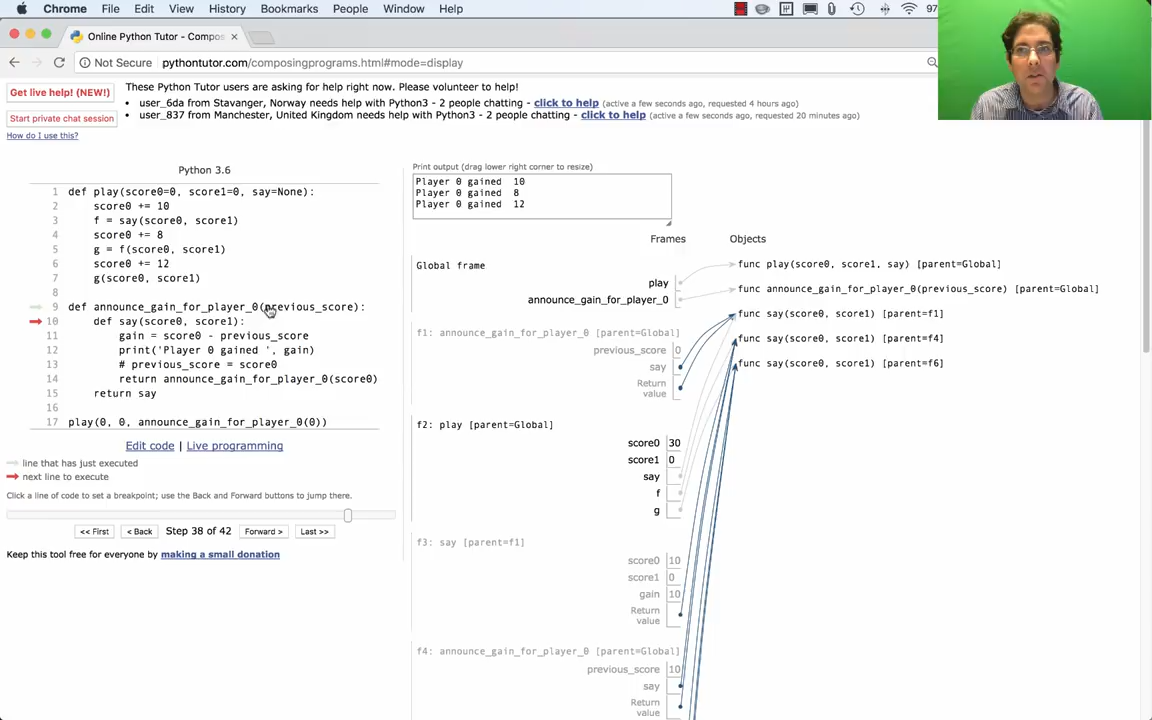 Chrome File Edit View History Bookmarks People Window Help 97
Online Python Tutor - Compos ×
Not Secure pythontutor.com/composingprograms.html#mode=display
Get live help! (NEW!)
Start private chat session
How do I use this?
These Python Tutor users are asking for help right now. Please volunteer to help!
• user_6da from Stavanger, Norway needs help with Python3 - 2 people chatting - click to help (active a few seconds ago, requested 4 hours ago)
• user_837 from Manchester, United Kingdom needs help with Python3 - 2 people chatting - click to help (active a few seconds ago, requested 20 minutes ago)
Python 3.6
1 def play(score0=0, score1=0, say=None):
2 score0 += 10
3 f = say(score0, score1)
4 score0 += 8
5 g = f(score0, score1)
6 score0 += 12
7 g(score0, score1)
8
9 def announce_gain_for_player_0(previous_score):
10 def say(score0, score1):
11 gain = score0 - previous_score
12 print('Player 0 gained ', gain)
13 # previous_score = score0
14 return announce_gain_for_player_0(score0)
15 return say
16
17 play(0, 0, announce_gain_for_player_0(0))
Edit code | Live programming
line that has just executed
next line to execute
Click a line of code to set a breakpoint; use the Back and Forward buttons to jump there.
<< First < Back Step 38 of 42 Forward > Last >>
Keep this tool free for everyone by making a small donation
Print output (drag lower right corner to resize)
Player 0 gained  10
Player 0 gained  8
Player 0 gained  12
Frames Objects
Global frame
play
announce_gain_for_player_0
f1: announce_gain_for_player_0 [parent=Global]
previous_score 0
say
Return
value
f2: play [parent=Global]
score0 30
score1 0
say
f
g
f3: say [parent=f1]
score0 10
score1 0
gain 10
Return
value
f4: announce_gain_for_player_0 [parent=Global]
previous_score 10
say
Return
value
func play(score0, score1, say) [parent=Global]
func announce_gain_for_player_0(previous_score) [parent=Global]
func say(score0, score1) [parent=f1]
func say(score0, score1) [parent=f4]
func say(score0, score1) [parent=f6]